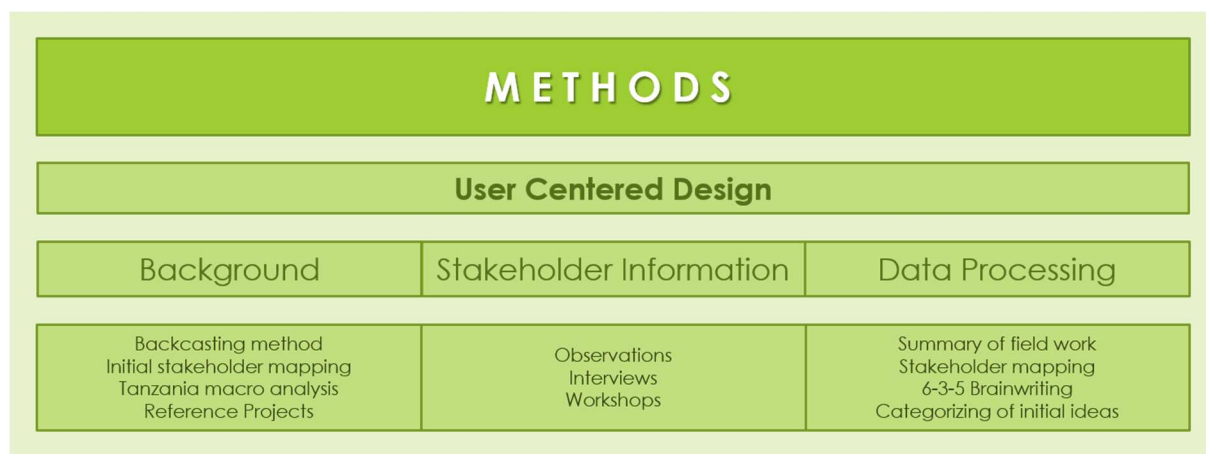 METHODS
User Centered Design
Background
Stakeholder Information
Data Processing
Backcasting method
Initial stakeholder mapping
Tanzania macro analysis
Reference Projects
Observations
Interviews
Workshops
Summary of field work
Stakeholder mapping
6-3-5 Brainwriting
Categorizing of initial ideas